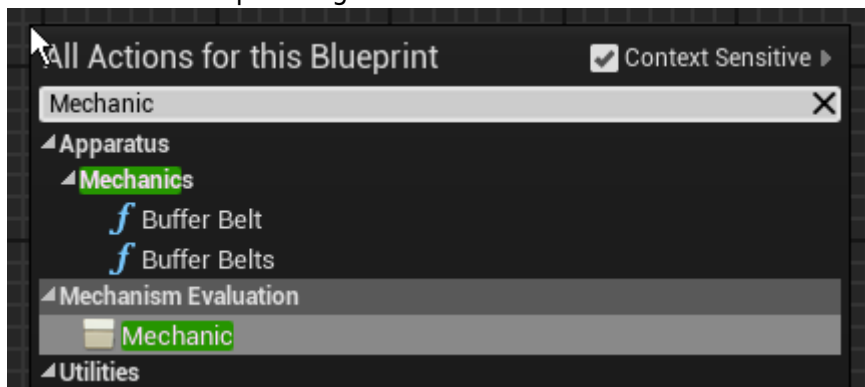 All Actions for this Blueprint
Context Sensitive
Mechanic
Apparatus
Mechanics
f Buffer Belt
f Buffer Belts
Mechanism Evaluation
Mechanic
Utilities